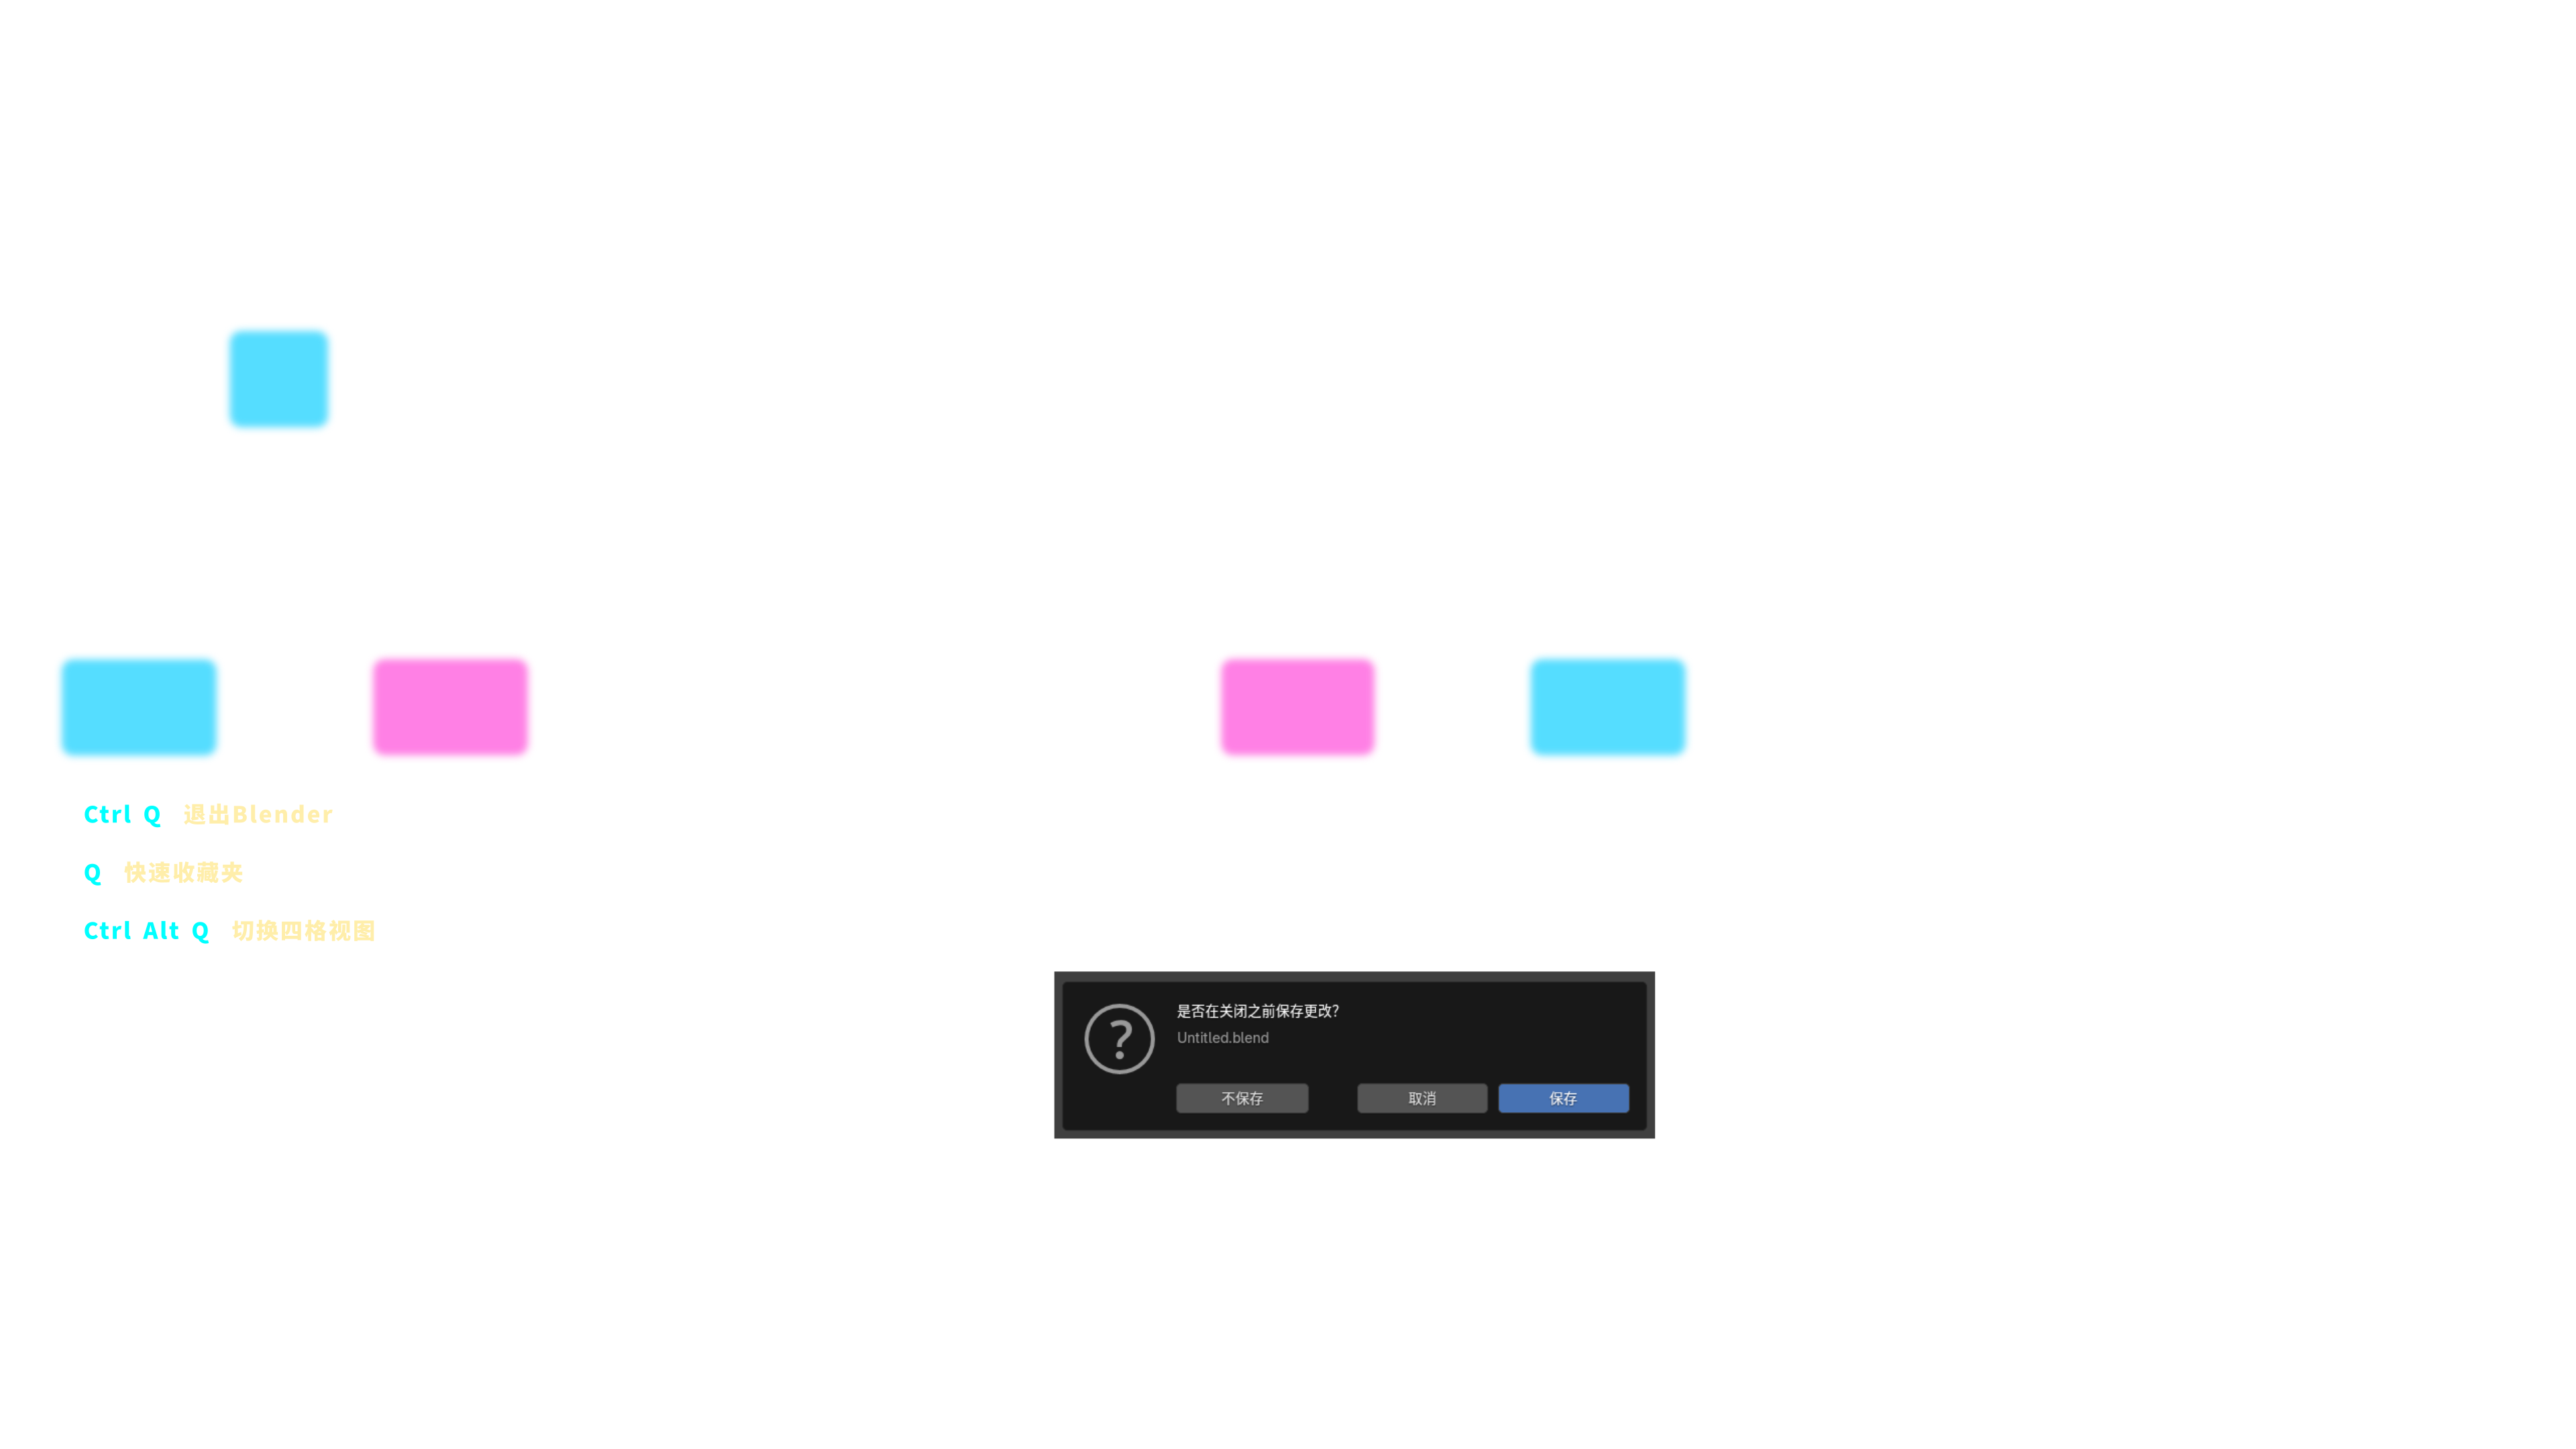 Ctrl Q 退出Blender
Q 快速收藏夹
Ctrl Alt Q 切换四格视图
是否在关闭之前保存更改?
Untitled.blend
不保存 取消 保存